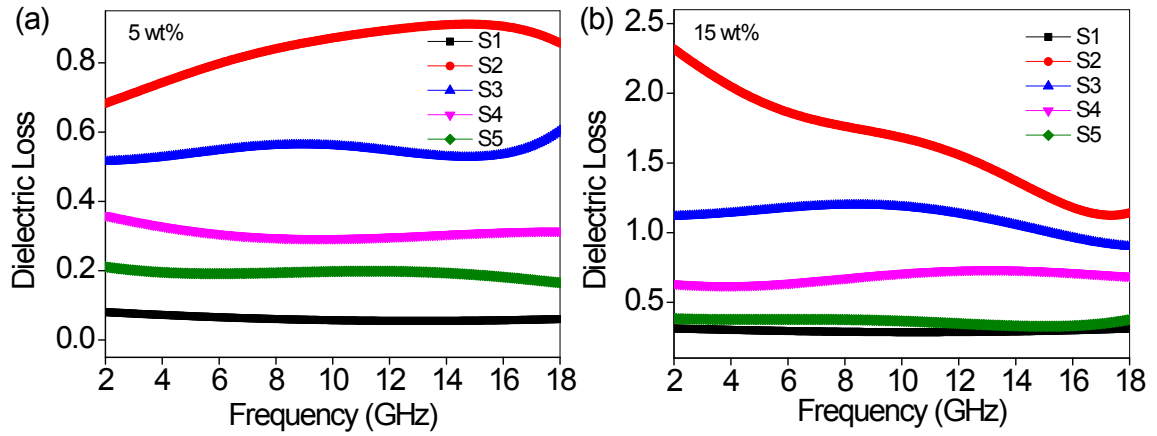 (a)
5 wt%
S1
S2
S3
S4
S5
Dielectric Loss
0.8
0.6
0.4
0.2
0.0
2 4 6 8 10 12 14 16 18
Frequency (GHz)
(b)
15 wt%
S1
S2
S3
S4
S5
Dielectric Loss
2.5
2.0
1.5
1.0
0.5
2 4 6 8 10 12 14 16 18
Frequency (GHz)